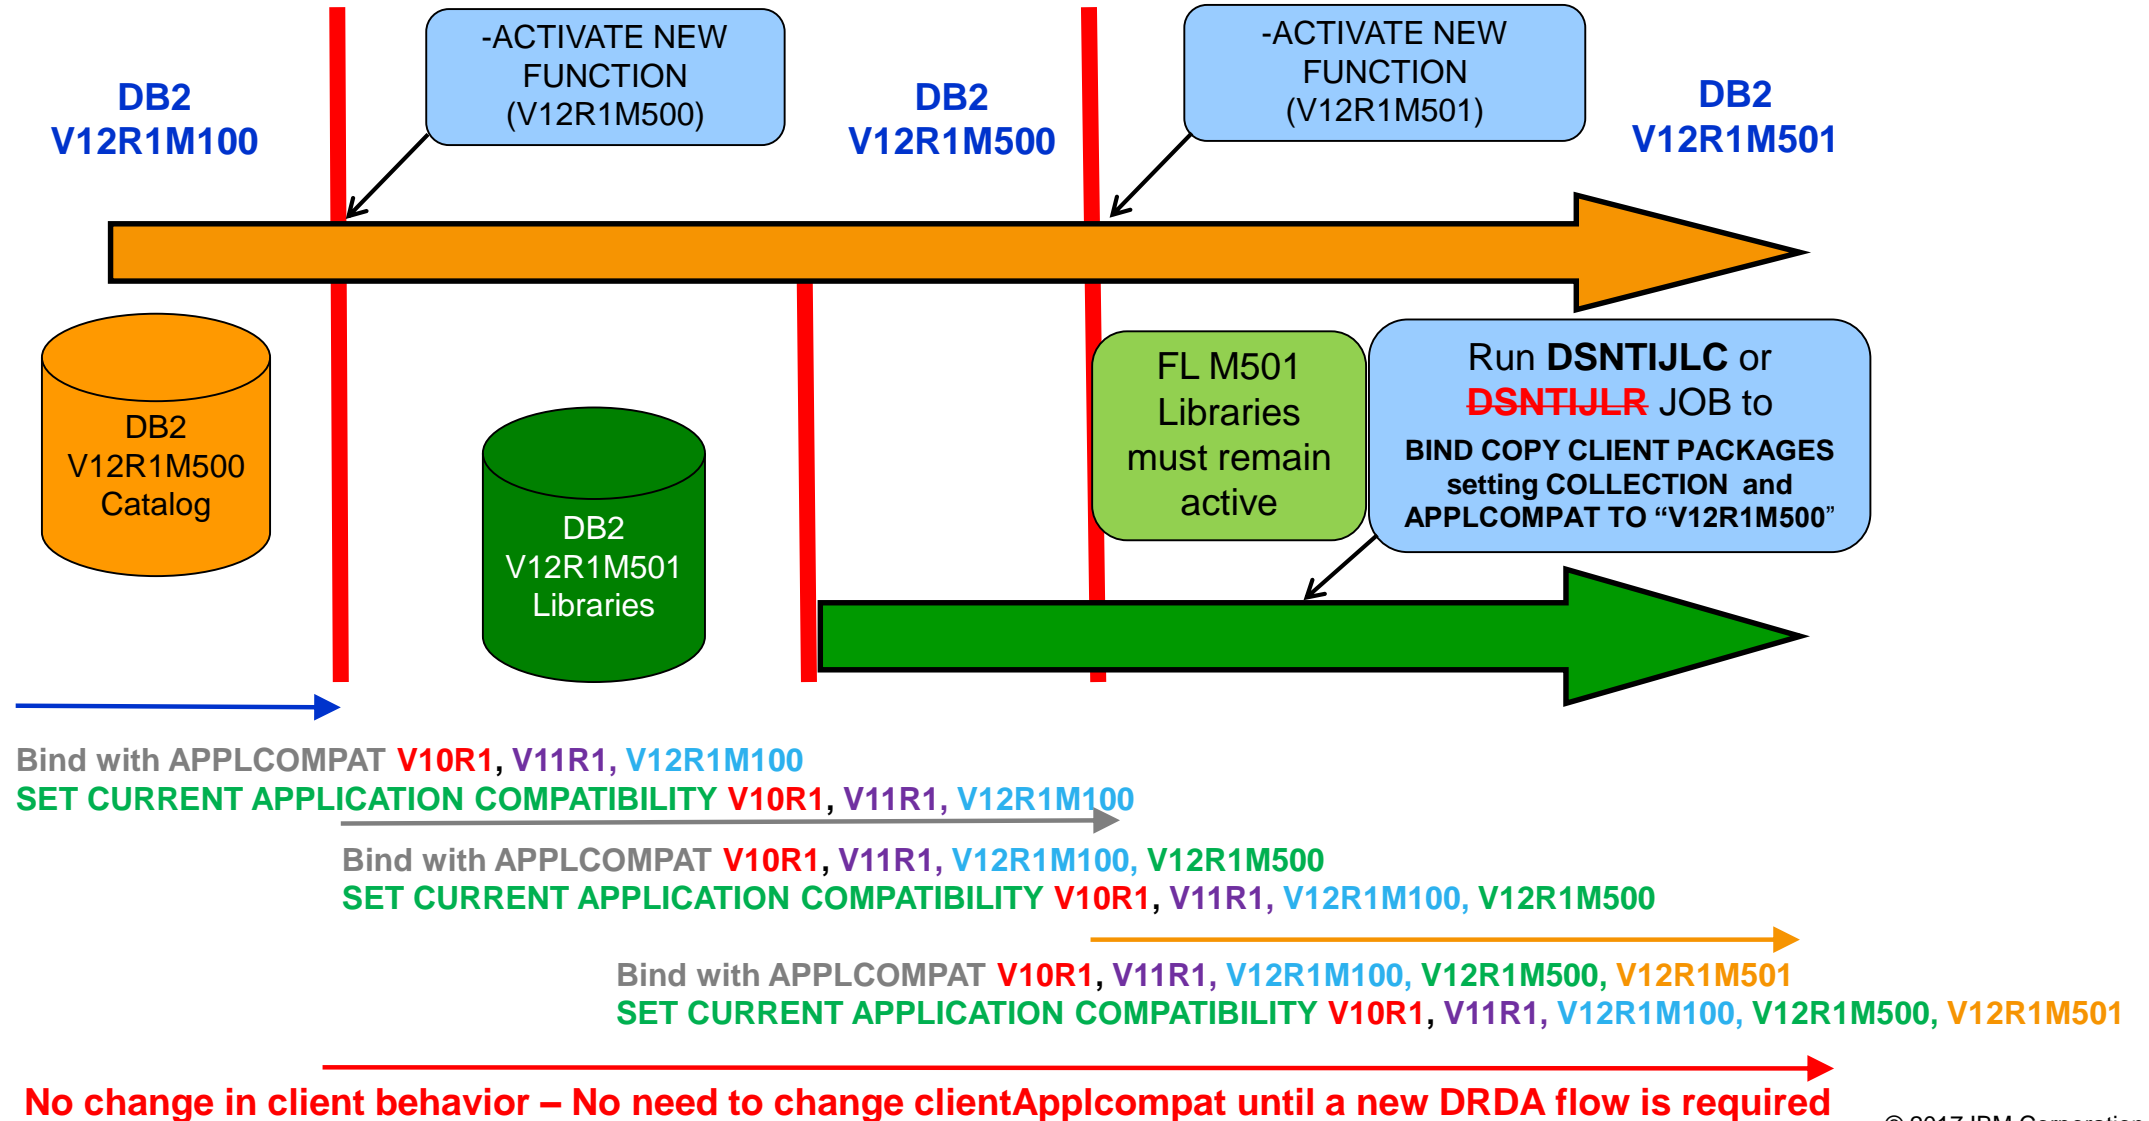 DB2
V12R1M100
-ACTIVATE NEW
FUNCTION
(V12R1M500)
DB2
V12R1M500
-ACTIVATE NEW
FUNCTION
(V12R1M501)
DB2
V12R1M501
DB2
V12R1M500
Catalog
DB2
V12R1M501
Libraries
FL M501
Libraries
must remain
active
Run DSNTIJLC or
DSNTIJLR JOB to
BIND COPY CLIENT PACKAGES
setting COLLECTION and
APPLCOMPAT TO “V12R1M500”
Bind with APPLCOMPAT V10R1, V11R1, V12R1M100
SET CURRENT APPLICATION COMPATIBILITY V10R1, V11R1, V12R1M100
Bind with APPLCOMPAT V10R1, V11R1, V12R1M100, V12R1M500
SET CURRENT APPLICATION COMPATIBILITY V10R1, V11R1, V12R1M100, V12R1M500
Bind with APPLCOMPAT V10R1, V11R1, V12R1M100, V12R1M500, V12R1M501
SET CURRENT APPLICATION COMPATIBILITY V10R1, V11R1, V12R1M100, V12R1M500, V12R1M501
No change in client behavior – No need to change clientApplcompat until a new DRDA flow is required
© 2017 IBM Corporation